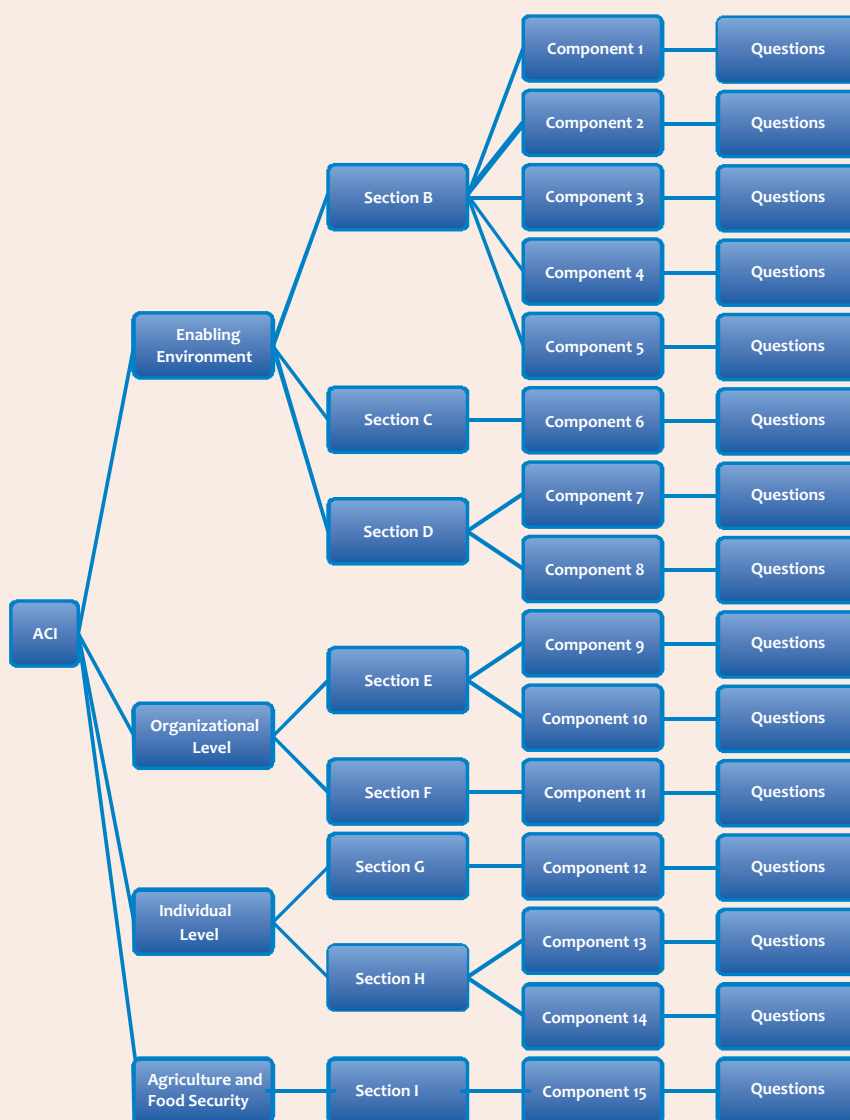 Component 1
Questions
Component 2
Questions
Section B
Component 3
Questions
Component 4
Questions
Enabling
Environment
Component 5
Questions
Section C
Component 6
Questions
Component 7
Questions
Section D
Component 8
Questions
ACI
Component 9
Questions
Section E
Component 10
Questions
Organizational
Level
Section F
Component 11
Questions
Section G
Component 12
Questions
Individual
Level
Component 13
Questions
Section H
Component 14
Questions
Agriculture and
Food Security
Section I
Component 15
Questions